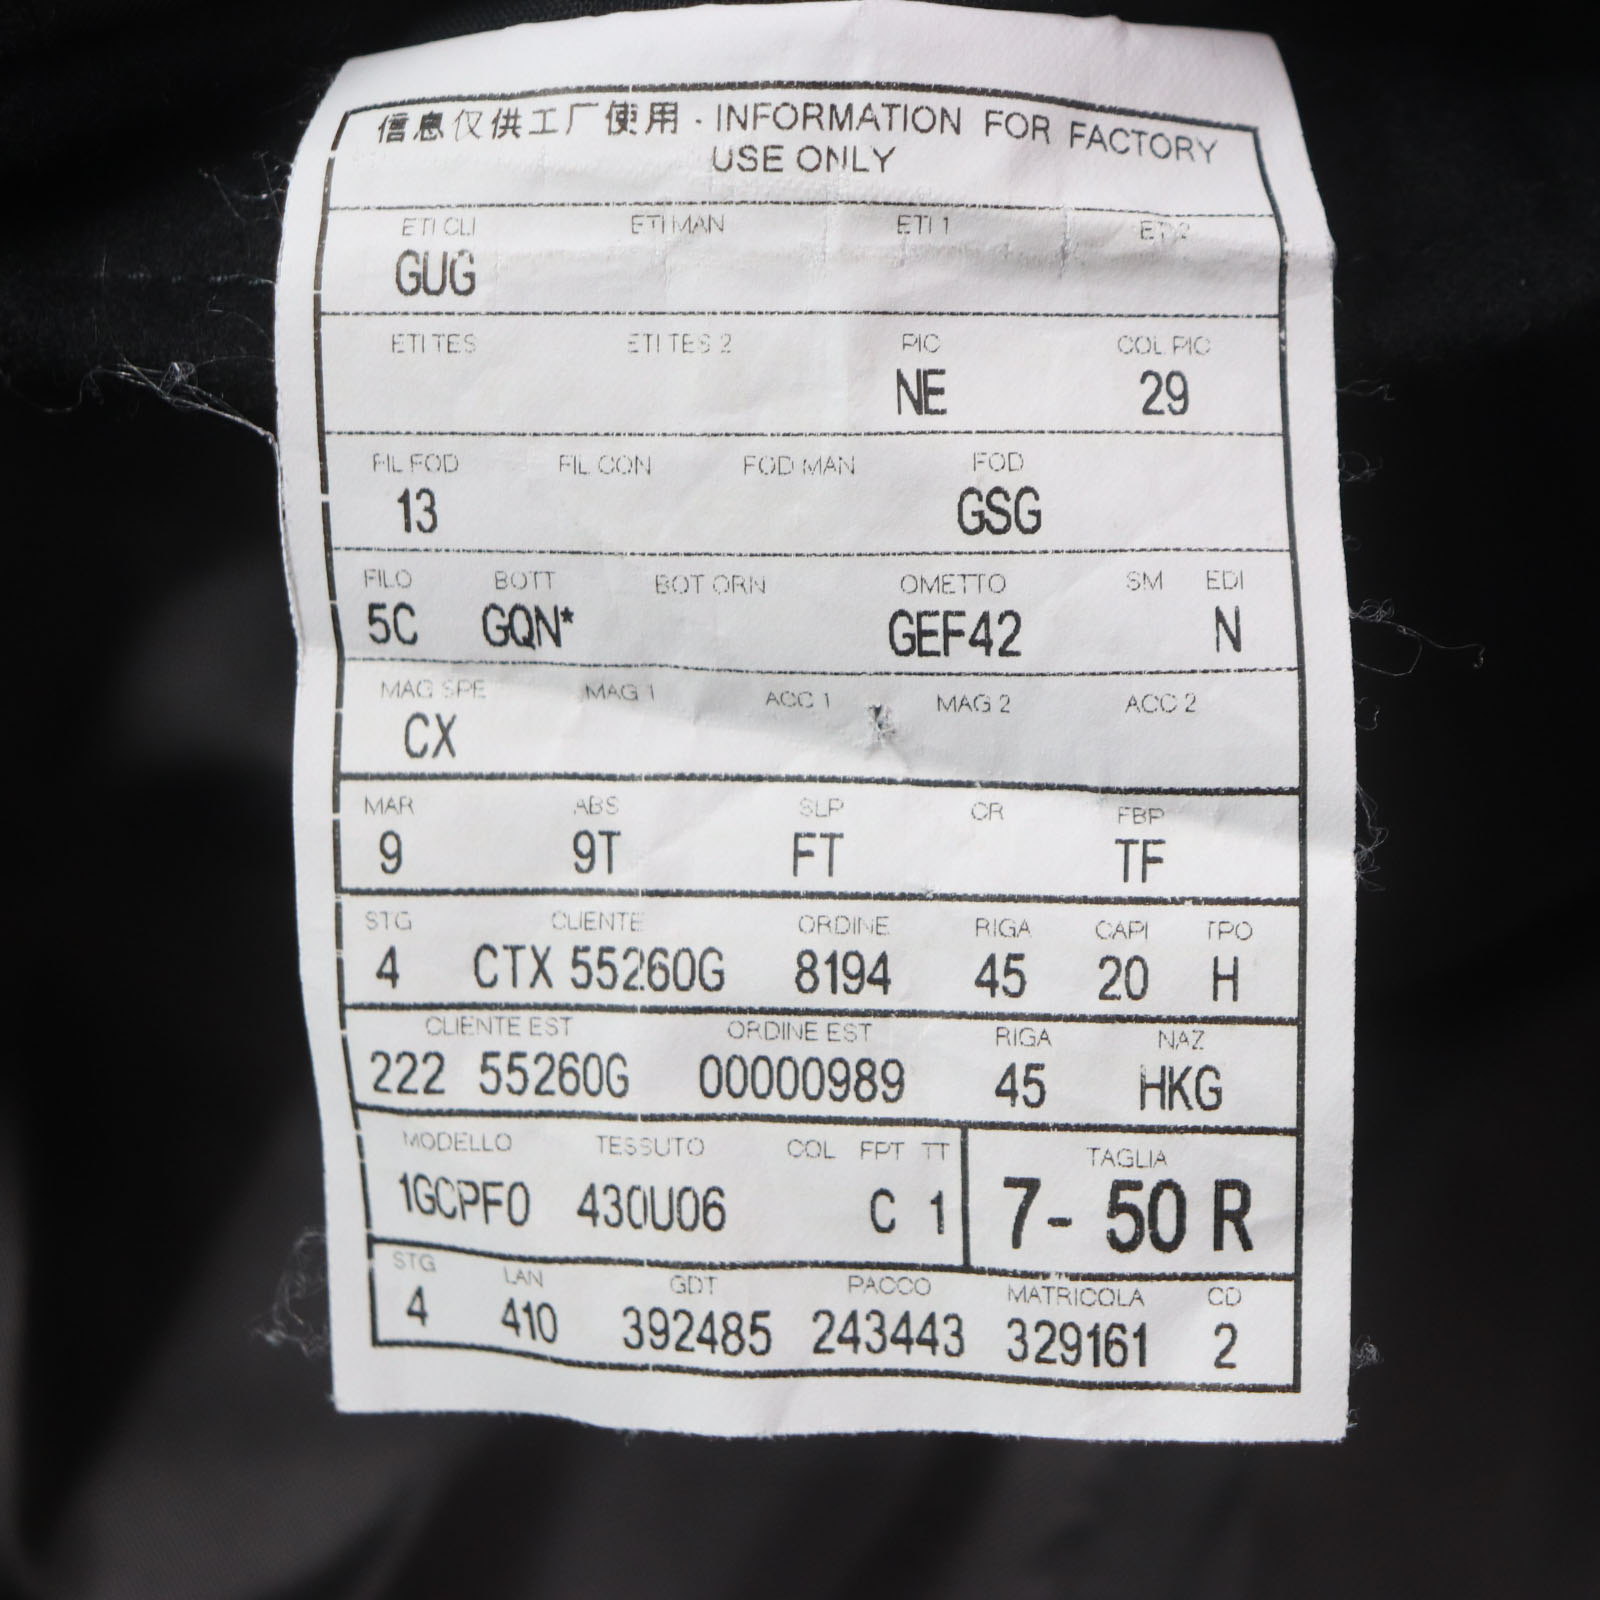 信息仅供工厂使用 · INFORMATION FOR FACTORY
USE ONLY
ETI CLI ETI MAN ETI 1 ETI 2
GUG
ETI TES ETI TES 2 PIC COL PIC
NE 29
FIL FOD FIL CON FOD MAN FOD
13 GSG
FILO BOTT BOT ORN OMETTO SM EDI
5C GQN* GEF42 N
MAG SPE MAG 1 ACC 1 MAG 2 ACC 2
CX
MAR ABS SLP CR FBP
9 9T FT TF
STG CLIENTE ORDINE RIGA CAPI TPO
4 CTX 55260G 8194 45 20 H
CLIENTE EST ORDINE EST RIGA NAZ
222 55260G 00000989 45 HKG
MODELLO TESSUTO COL FPT TT TAGLIA
1GCPF0 430U06 C 1 7- 50 R
STG LAN GDT PACCO MATRICOLA CD
4 410 392485 243443 329161 2